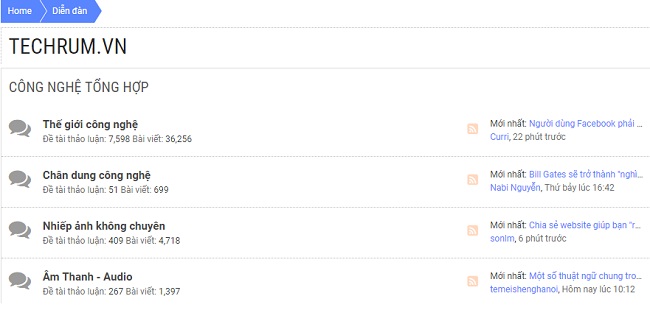 Home Diễn đàn
TECHRUM.VN
CÔNG NGHỆ TỔNG HỢP
Thế giới công nghệ
Đề tài thảo luận: 7,598 Bài viết: 36,256
Mới nhất: Người dùng Facebook phải ...
Curri, 22 phút trước
Chân dung công nghệ
Đề tài thảo luận: 51 Bài viết: 699
Mới nhất: Bill Gates sẽ trở thành "nghì...
Nabi Nguyễn, Thứ bảy lúc 16:42
Nhiếp ảnh không chuyên
Đề tài thảo luận: 409 Bài viết: 4,718
Mới nhất: Chia sẻ website giúp bạn "r...
sonlm, 6 phút trước
Âm Thanh - Audio
Đề tài thảo luận: 267 Bài viết: 1,397
Mới nhất: Một số thuật ngữ chung tro...
temeishenghanoi, Hôm nay lúc 10:12